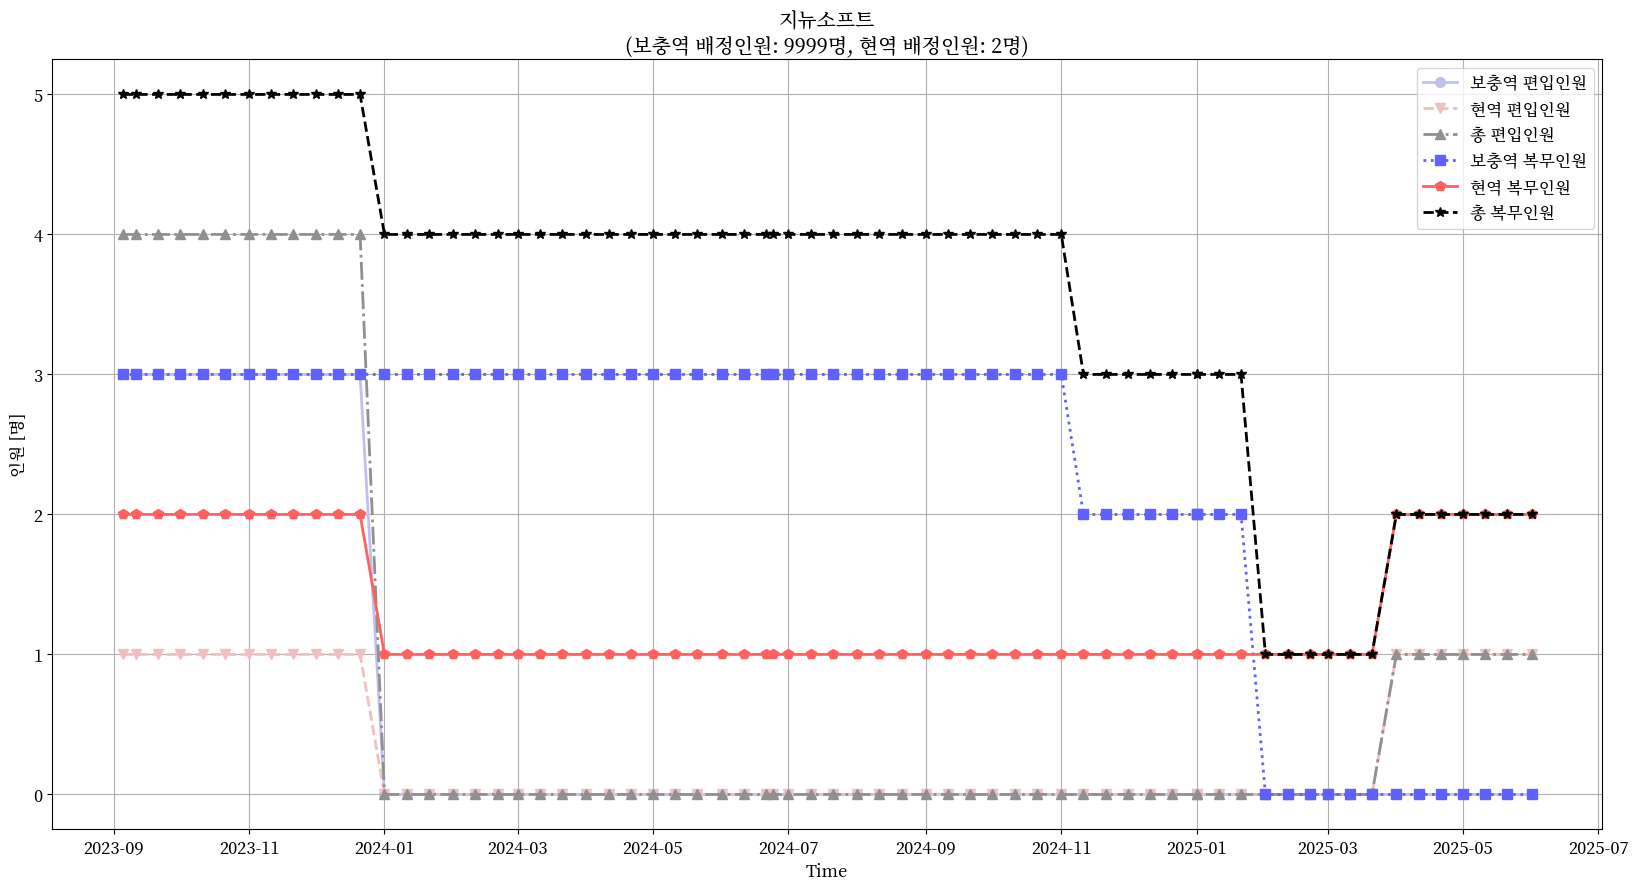 지뉴소프트
(보충역 배정인원: 9999명, 현역 배정인원: 2명)
보충역 편입인원
현역 편입인원
총 편입인원
보충역 복무인원
현역 복무인원
총 복무인원
인원 [명]
5
4
3
2
1
0
2023-09
2023-11
2024-01
2024-03
2024-05
2024-07
2024-09
2024-11
2025-01
2025-03
2025-05
2025-07
Time